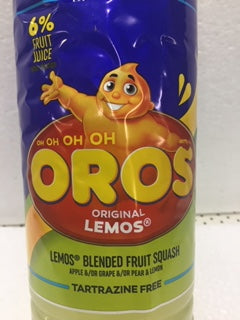 6%
FRUIT
JUICE
OH OH OH OH
OROS
ORIGINAL
LEMOS®
LEMOS® BLENDED FRUIT SQUASH
APPLE &/OR GRAPE &/OR PEAR & LEMON
TARTRAZINE FREE